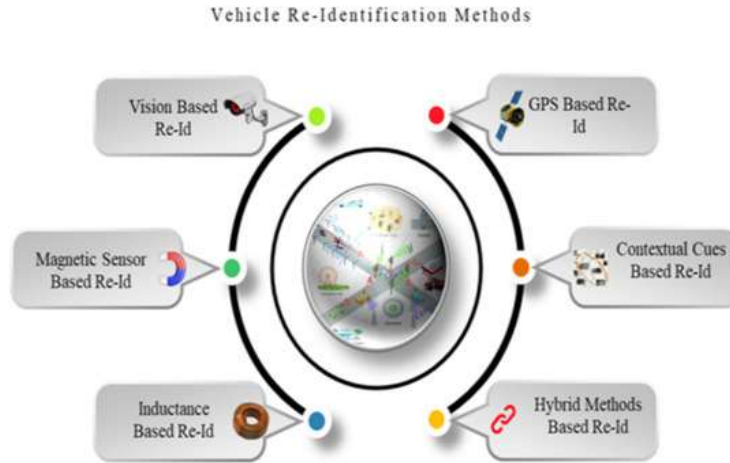 Vehicle Re-Identification Methods
Vision Based
Re-Id
GPS Based Re-
Id
Magnetic Sensor
Based Re-Id
Contextual Cues
Based Re-Id
Inductance
Based Re-Id
Hybrid Methods
Based Re-Id